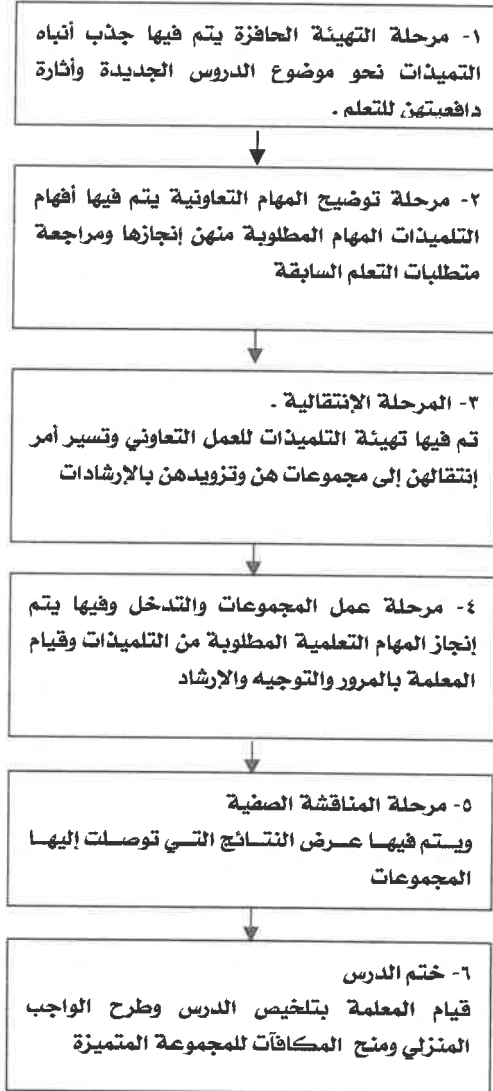 ١- مرحلة التهيئة الحافزة يتم فيها جذب أنباه
التميذات نحو موضوع الدروس الجديدة وأثارة
دافعيتهن للتعلم .
٢- مرحلة توضيح المهام التعاونية يتم فيها أفهام
التلميذات المهام المطلوبة منهن إنجازها ومراجعة
متطلبات التعلم السابقة
٣- المرحلة الإنتقالية .
تم فيها تهيئة التلميذات للعمل التعاوني وتسير أمر
إنتقالهن إلى مجموعات هن وتزويدهن بالإرشادات
٤- مرحلة عمل المجموعات والتدخل وفيها يتم
إنجاز المهام التعلمية المطلوبة من التلميذات وقيام
المعلمة بالمرور والتوجيه والإرشاد
٥- مرحلة المناقشة الصفية
ويتم فيها عرض النتائج التي توصلت إليها
المجموعات
٦- ختم الدرس
قيام المعلمة بتلخيص الدرس وطرح الواجب
المنزلي ومنح المكافآت للمجموعة المتميزة